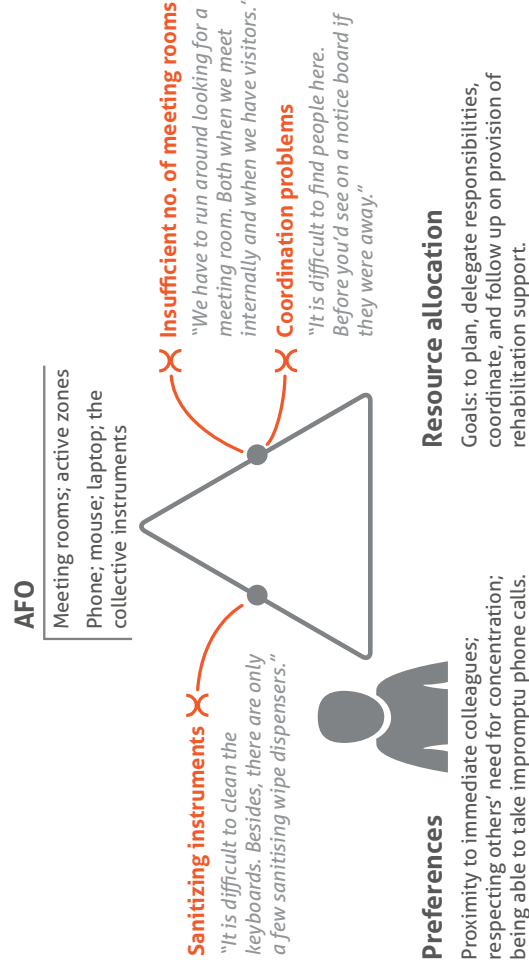 AFO
Meeting rooms; active zones
Phone; mouse; laptop; the
collective instruments
Sanitizing instruments
“It is difficult to clean the
keyboards. Besides, there are only
a few sanitising wipe dispensers.”
Insufficient no. of meeting rooms
“We have to run around looking for a
meeting room. Both when we meet
internally and when we have visitors.”
Coordination problems
“It is difficult to find people here.
Before you’d see on a notice board if
they were away.”
Preferences
Proximity to immediate colleagues;
respecting others’ need for concentration;
being able to take impromptu phone calls.
Resource allocation
Goals: to plan, delegate responsibilities,
coordinate, and follow up on provision of
rehabilitation support.